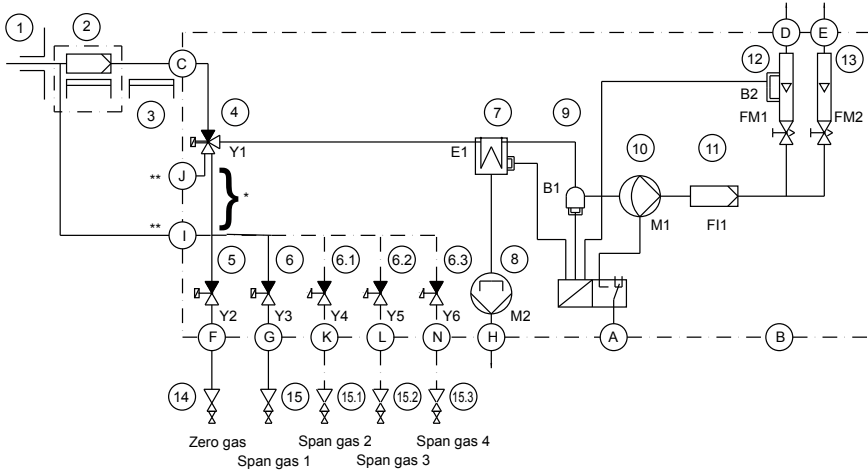 1
2
3
C
4
Y1
**
J
}
*
**
I
5
6
6.1
6.2
6.3
Y2
Y3
Y4
Y5
Y6
F
G
K
L
N
H
A
B
7
E1
8
M2
9
B1
10
M1
11
FI1
12
B2
FM1
D
E
13
FM2
14
15
15.1
15.2
15.3
Zero gas
Span gas 1
Span gas 2
Span gas 3
Span gas 4